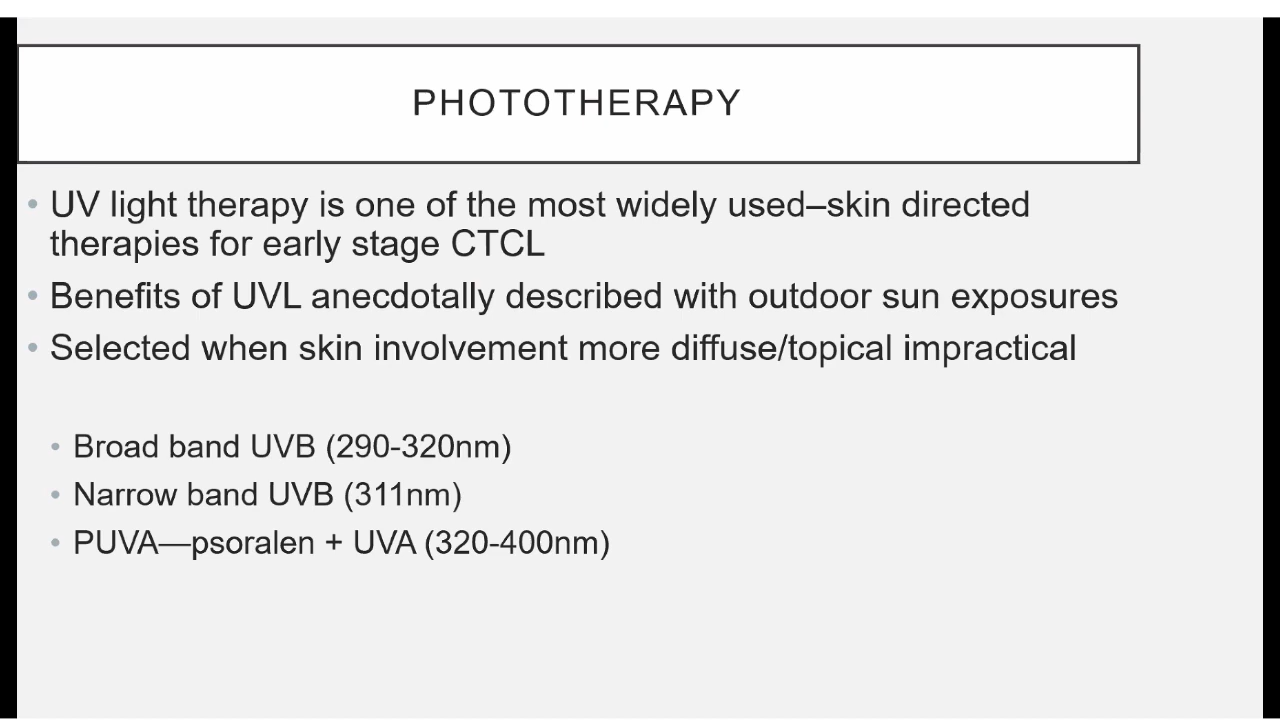 PHOTOTHERAPY
• UV light therapy is one of the most widely used–skin directed
therapies for early stage CTCL
• Benefits of UVL anecdotally described with outdoor sun exposures
• Selected when skin involvement more diffuse/topical impractical
• Broad band UVB (290-320nm)
• Narrow band UVB (311nm)
• PUVA—psoralen + UVA (320-400nm)